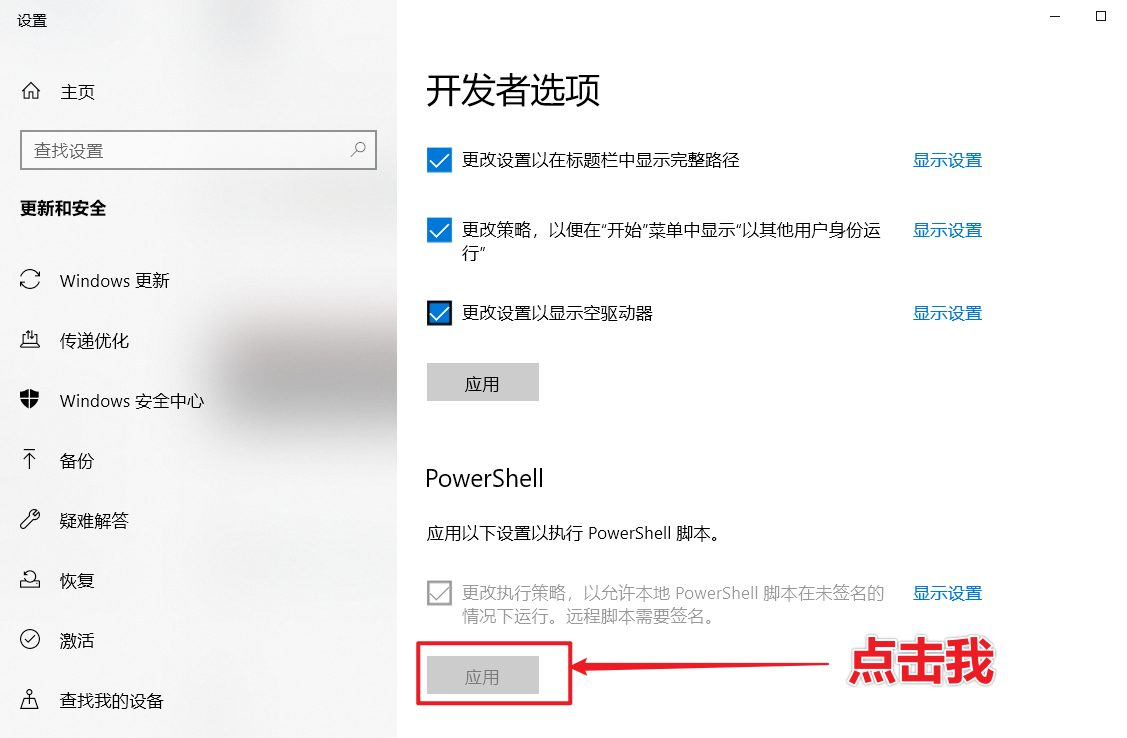 设置
主页
查找设置
更新和安全
Windows 更新
传递优化
Windows 安全中心
备份
疑难解答
恢复
激活
查找我的设备
开发者选项
更改设置以在标题栏中显示完整路径
显示设置
更改策略，以便在“开始”菜单中显示“以其他用户身份运
行”
显示设置
更改设置以显示空驱动器
显示设置
应用
PowerShell
应用以下设置以执行 PowerShell 脚本。
更改执行策略，以允许本地 PowerShell 脚本在未签名的
情况下运行。远程脚本需要签名。
显示设置
应用
点击我